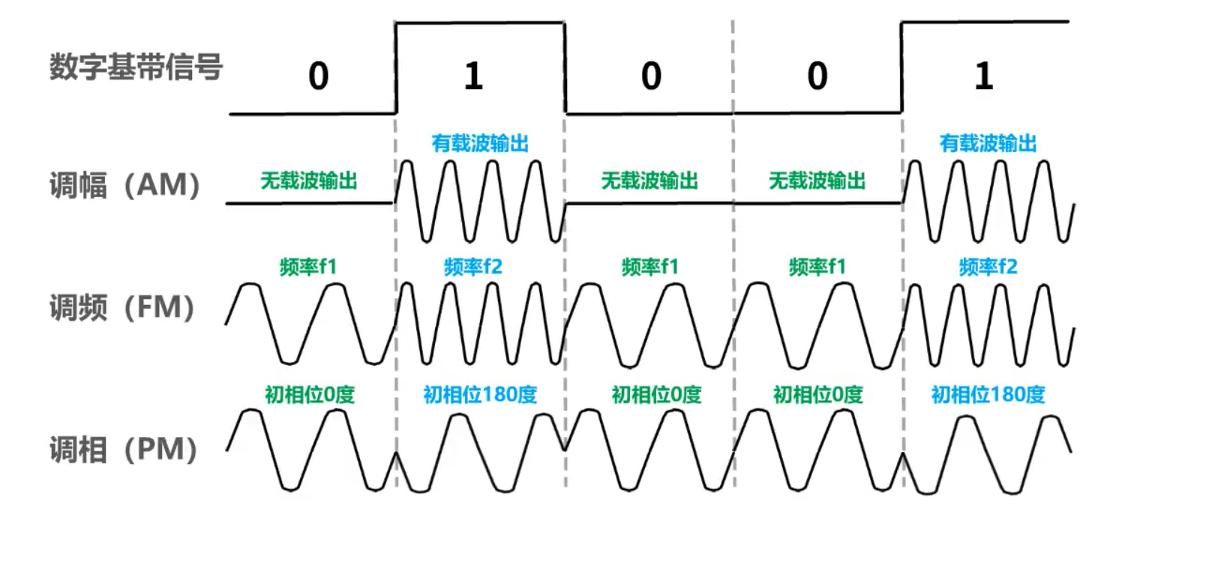 数字基带信号
0 1 0 0 1
有载波输出 有载波输出
调幅（AM） 无载波输出 无载波输出 无载波输出
频率f1 频率f2 频率f1 频率f1 频率f2
调频（FM）
初相位0度 初相位180度 初相位0度 初相位0度 初相位180度
调相（PM）